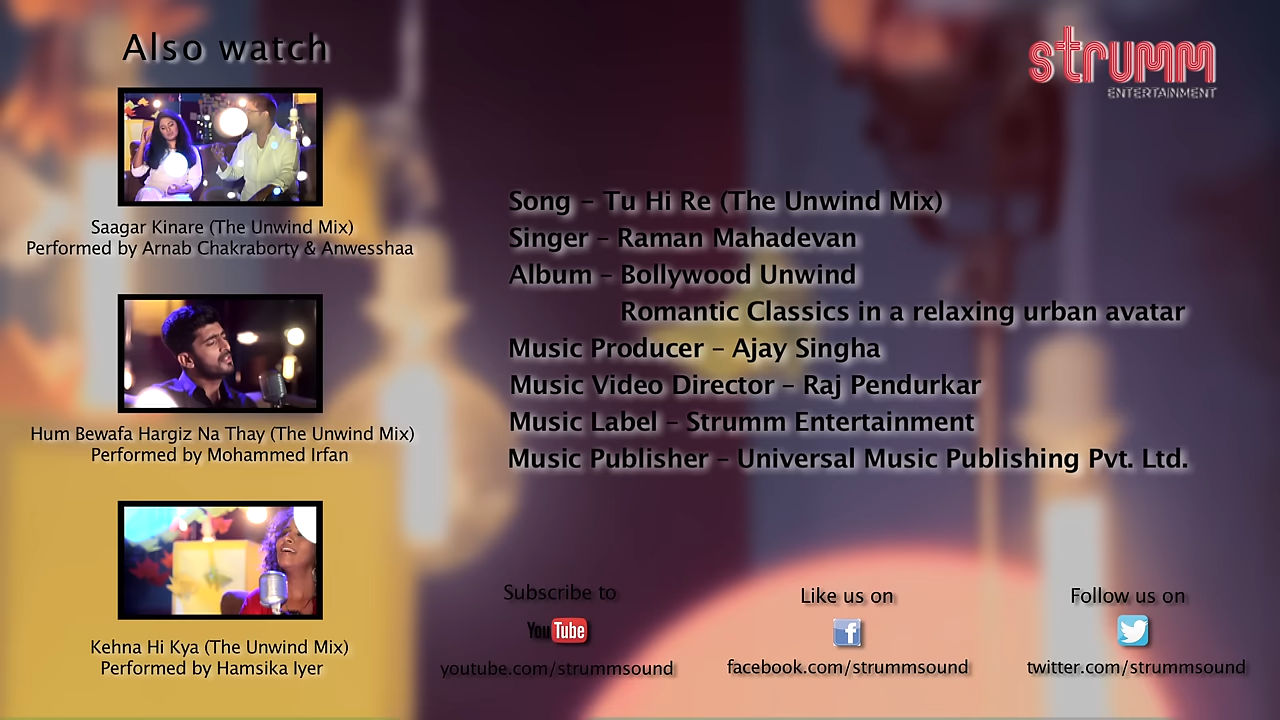 Also watch
Saagar Kinare (The Unwind Mix)
Performed by Arnab Chakraborty & Anwesshaa
Hum Bewafa Hargiz Na Thay (The Unwind Mix)
Performed by Mohammed Irfan
Kehna Hi Kya (The Unwind Mix)
Performed by Hamsika Iyer
strumm
ENTERTAINMENT
Song – Tu Hi Re (The Unwind Mix)
Singer – Raman Mahadevan
Album – Bollywood Unwind
Romantic Classics in a relaxing urban avatar
Music Producer – Ajay Singha
Music Video Director – Raj Pendurkar
Music Label – Strumm Entertainment
Music Publisher – Universal Music Publishing Pvt. Ltd.
Subscribe to
YouTube
youtube.com/strummsound
Like us on
f
facebook.com/strummsound
Follow us on
twitter.com/strummsound